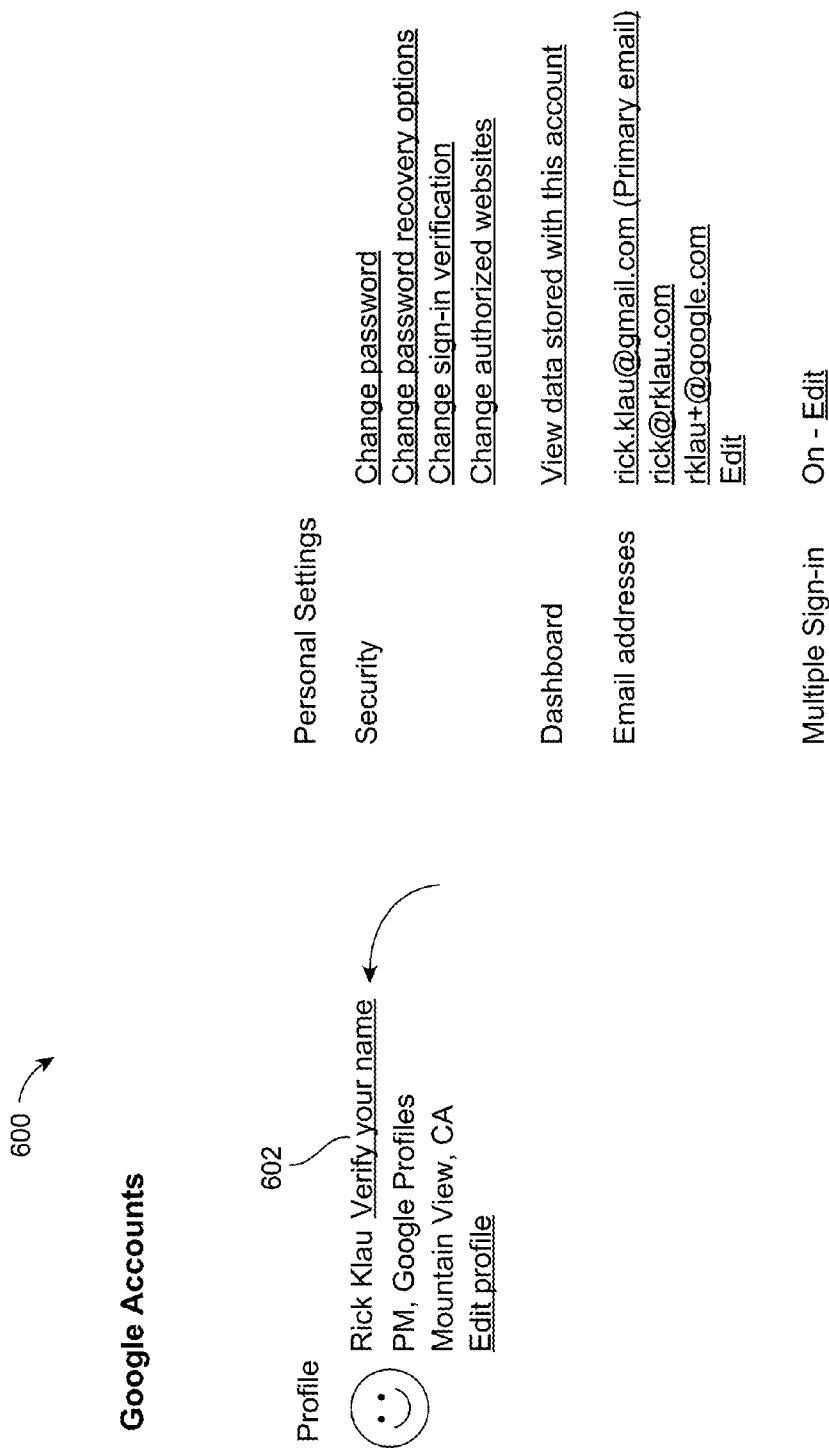 600
Google Accounts
Profile
602
Rick Klau Verify your name
PM, Google Profiles
Mountain View, CA
Edit profile
Personal Settings
Security
Change password
Change password recovery options
Change sign-in verification
Change authorized websites
Dashboard
View data stored with this account
Email addresses
rick.klau@gmail.com (Primary email)
rick@rklau.com
rklau+@google.com
Edit
Multiple Sign-in
On - Edit